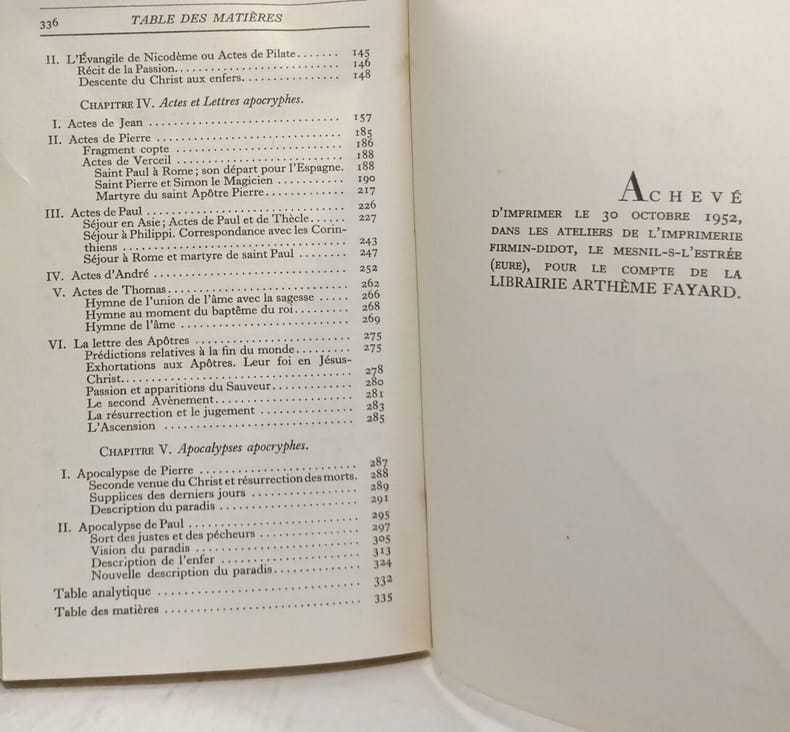 336 TABLE DES MATIÈRES
II. L'Évangile de Nicodème ou Actes de Pilate....... 145
Récit de la Passion............................ 146
Descente du Christ aux enfers................ 148
CHAPITRE IV. Actes et Lettres apocryphes.
I. Actes de Jean ................................ 157
II. Actes de Pierre ............................... 185
Fragment copte ............................. 186
Actes de Verceil ............................. 188
Saint Paul à Rome ; son départ pour l'Espagne. 188
Saint Pierre et Simon le Magicien ........... 190
Martyre du saint Apôtre Pierre............. 217
III. Actes de Paul ................................. 226
Séjour en Asie ; Actes de Paul et de Thècle...... 227
Séjour à Philippi. Correspondance avec les Corin-
thiens ..................................... 243
Séjour à Rome et martyre de saint Paul ........ 247
IV. Actes d'André ................................ 252
V. Actes de Thomas............................... 262
Hymne de l'union de l'âme avec la sagesse ..... 266
Hymne au moment du baptême du roi......... 268
Hymne de l'âme ............................. 269
VI. La lettre des Apôtres .......................... 275
Prédictions relatives à la fin du monde......... 275
Exhortations aux Apôtres. Leur foi en Jésus-
Christ...................................... 278
Passion et apparitions du Sauveur............. 280
Le second Avènement........................ 281
La résurrection et le jugement ............... 283
L'Ascension ................................ 285
CHAPITRE V. Apocalypses apocryphes.
I. Apocalypse de Pierre .......................... 287
Seconde venue du Christ et résurrection des morts. 288
Supplices des derniers jours .................. 289
Description du paradis ....................... 291
II. Apocalypse de Paul ............................ 295
Sort des justes et des pécheurs ................ 297
Vision du paradis ........................... 305
Description de l'enfer ........................ 313
Nouvelle description du paradis............... 324
Table analytique ................................. 332
Table des matières ............................... 335
ACHEVÉ
D'IMPRIMER LE 30 OCTOBRE 1952,
DANS LES ATELIERS DE L'IMPRIMERIE
FIRMIN-DIDOT, LE MESNIL-S-L'ESTRÉE
(EURE), POUR LE COMPTE DE LA
LIBRAIRIE ARTHÈME FAYARD.